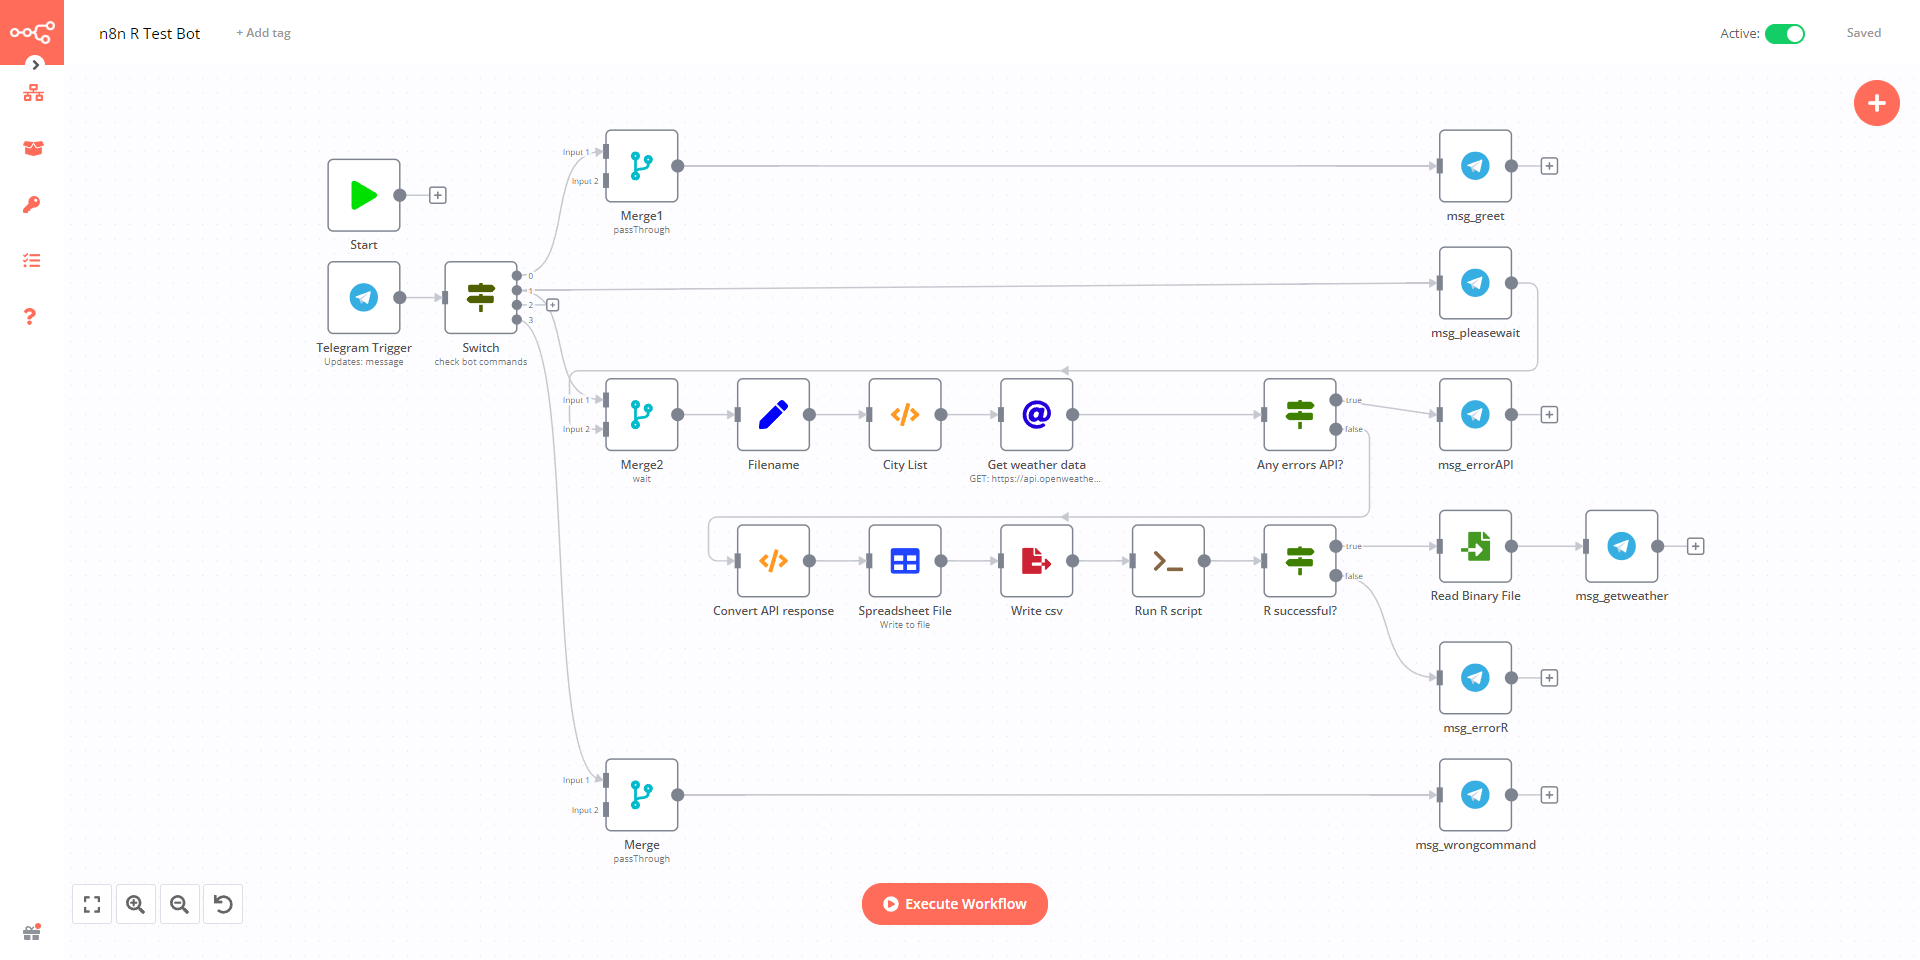 n8n R Test Bot
+ Add tag
Active:
Saved
Input 1
Input 2
Merge1
passThrough
msg_greet
Start
0
1
2
3
Telegram Trigger
Updates: message
Switch
check bot commands
msg_pleasewait
Input 1
Input 2
Merge2
wait
Filename
City List
Get weather data
GET: https://api.openweathe...
true
false
Any errors API?
msg_errorAPI
Convert API response
Spreadsheet File
Write to file
Write csv
Run R script
true
false
R successful?
Read Binary File
msg_getweather
msg_errorR
Input 1
Input 2
Merge
passThrough
msg_wrongcommand
Execute Workflow